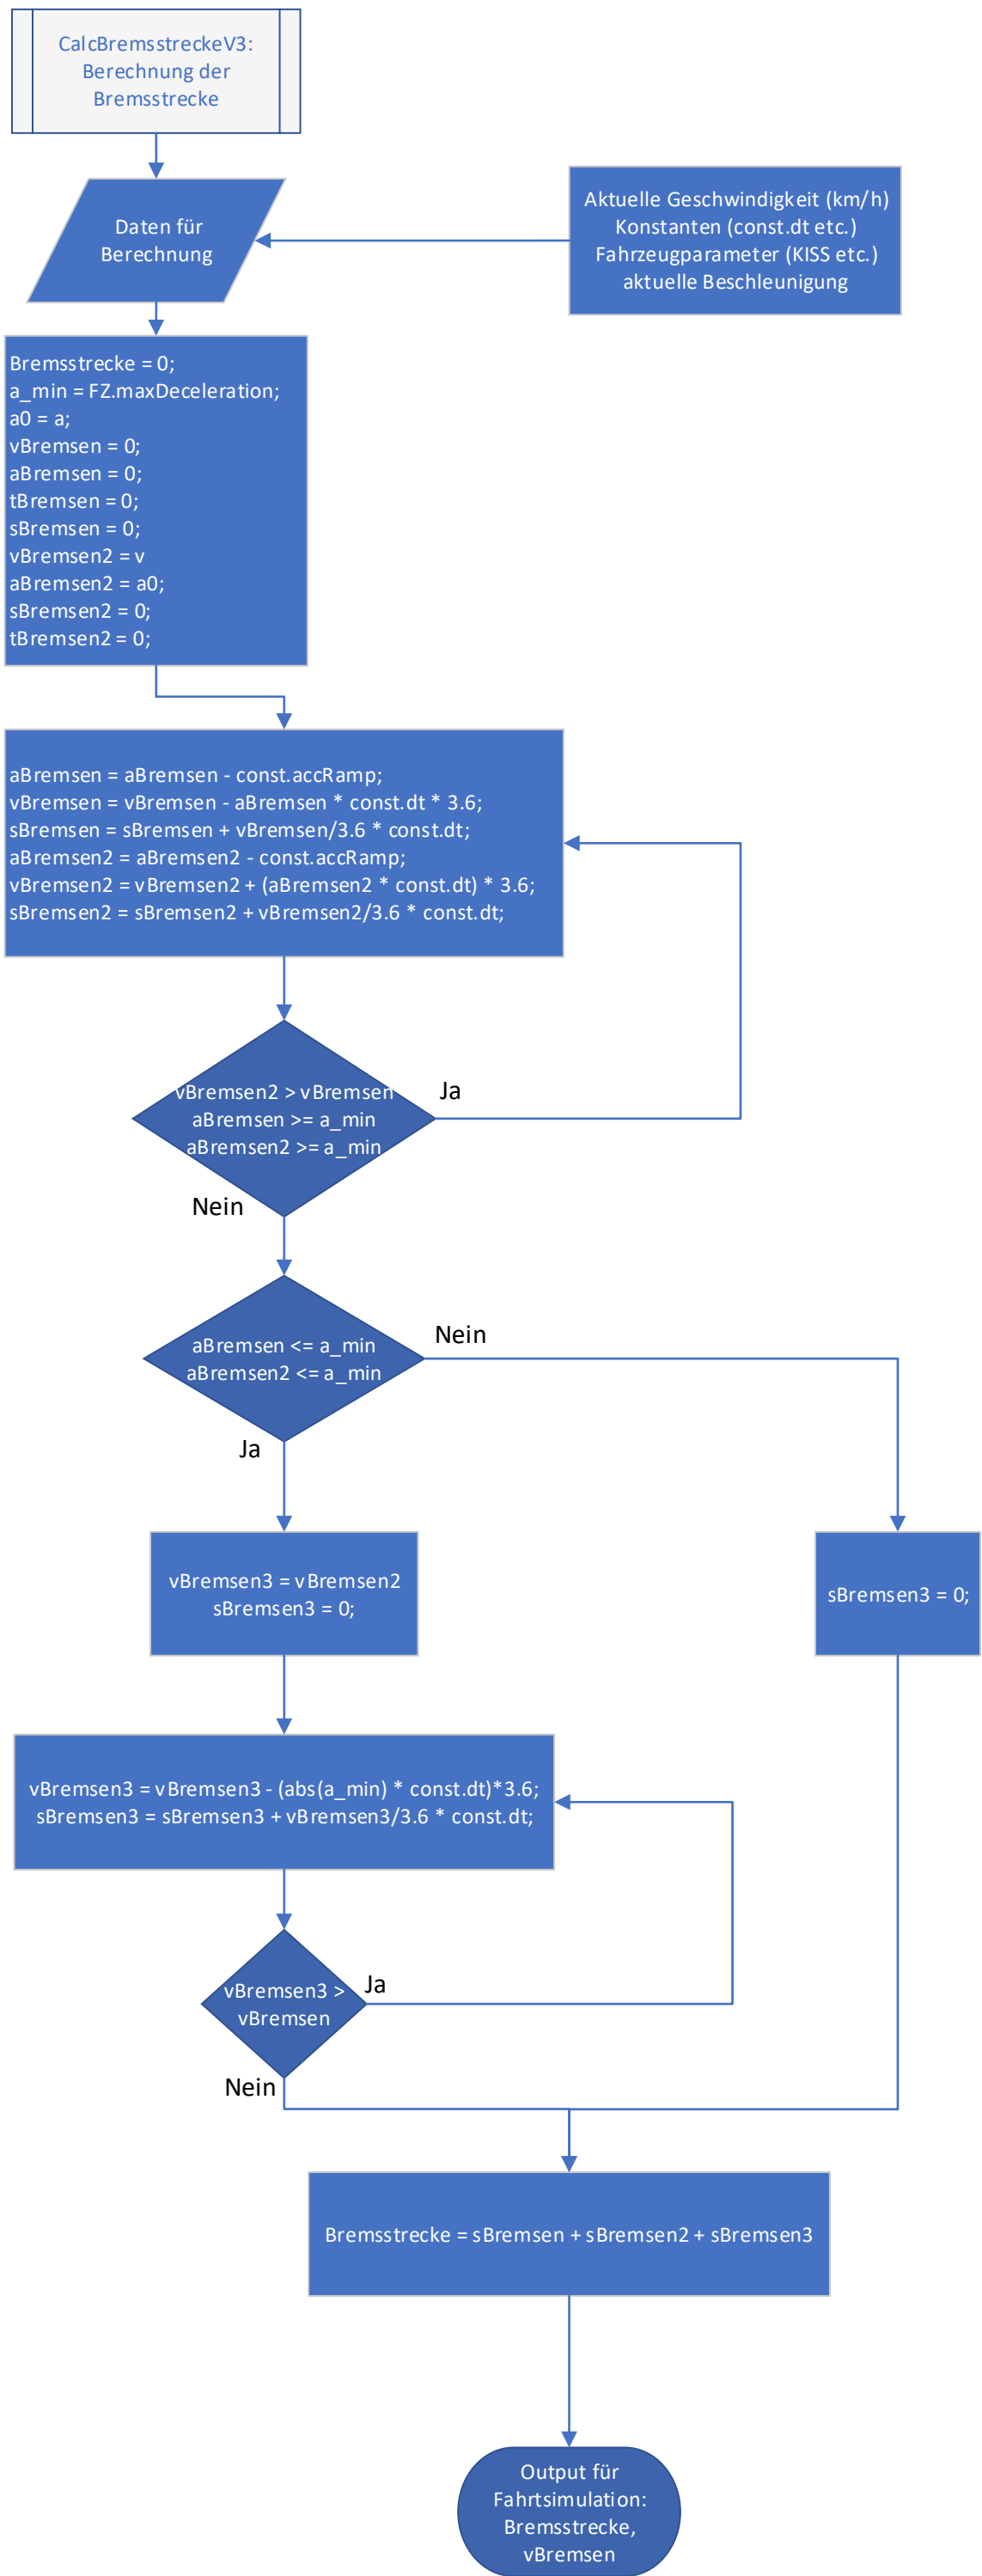 CalcBremsstreckeV3:
Berechnung der
Bremsstrecke
Daten für
Berechnung
Aktuelle Geschwindigkeit (km/h)
Konstanten (const.dt etc.)
Fahrzeugparameter (KISS etc.)
aktuelle Beschleunigung
Bremsstrecke = 0;
a_min = FZ.maxDeceleration;
a0 = a;
vBremsen = 0;
aBremsen = 0;
tBremsen = 0;
sBremsen = 0;
vBremsen2 = v
aBremsen2 = a0;
sBremsen2 = 0;
tBremsen2 = 0;
aBremsen = aBremsen - const.accRamp;
vBremsen = vBremsen - aBremsen * const.dt * 3.6;
sBremsen = sBremsen + vBremsen/3.6 * const.dt;
aBremsen2 = aBremsen2 - const.accRamp;
vBremsen2 = vBremsen2 + (aBremsen2 * const.dt) * 3.6;
sBremsen2 = sBremsen2 + vBremsen2/3.6 * const.dt;
vBremsen2 > vBremsen
aBremsen >= a_min
aBremsen2 >= a_min
Ja
Nein
aBremsen <= a_min
aBremsen2 <= a_min
Nein
Ja
vBremsen3 = vBremsen2
sBremsen3 = 0;
sBremsen3 = 0;
vBremsen3 = vBremsen3 - (abs(a_min) * const.dt)*3.6;
sBremsen3 = sBremsen3 + vBremsen3/3.6 * const.dt;
vBremsen3 >
vBremsen
Ja
Nein
Bremsstrecke = sBremsen + sBremsen2 + sBremsen3
Output für
Fahrtsimulation:
Bremsstrecke,
vBremsen